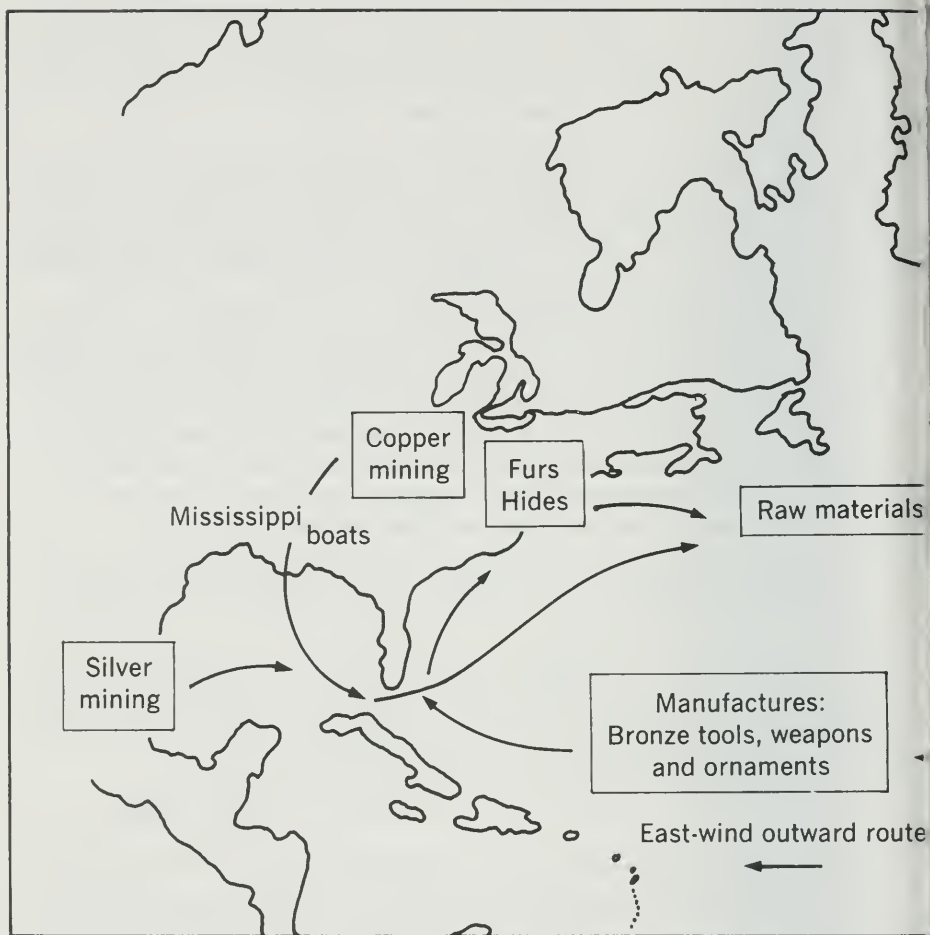 Copper
mining
Furs
Hides
Mississippi
boats
Raw materials
Silver
mining
Manufactures:
Bronze tools, weapons
and ornaments
East-wind outward route